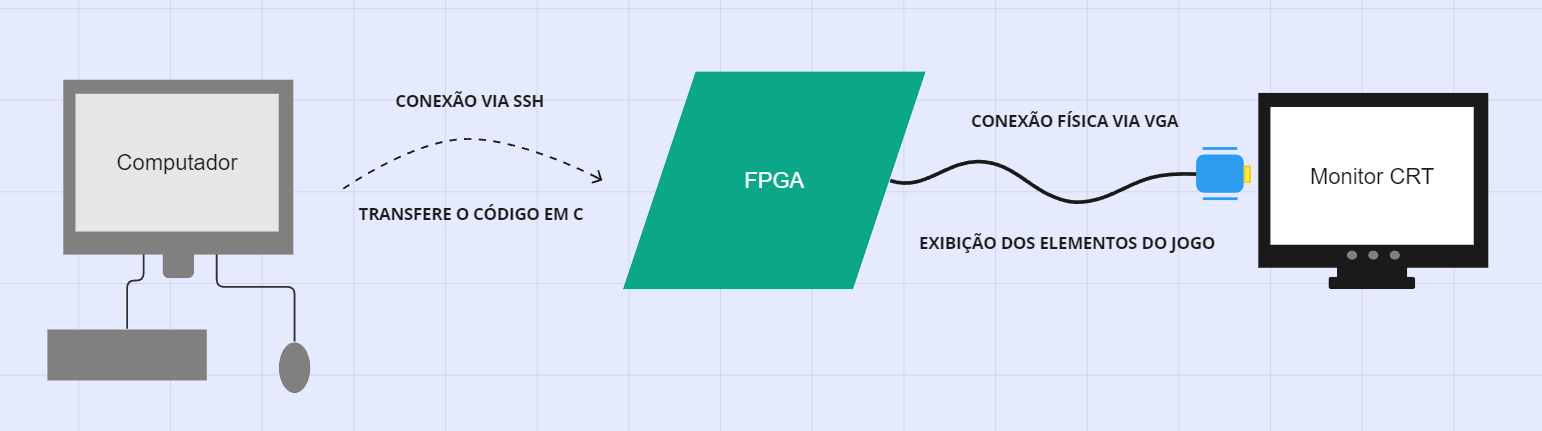 Computador
CONEXÃO VIA SSH
TRANSFERE O CÓDIGO EM C
FPGA
CONEXÃO FÍSICA VIA VGA
EXIBIÇÃO DOS ELEMENTOS DO JOGO
Monitor CRT